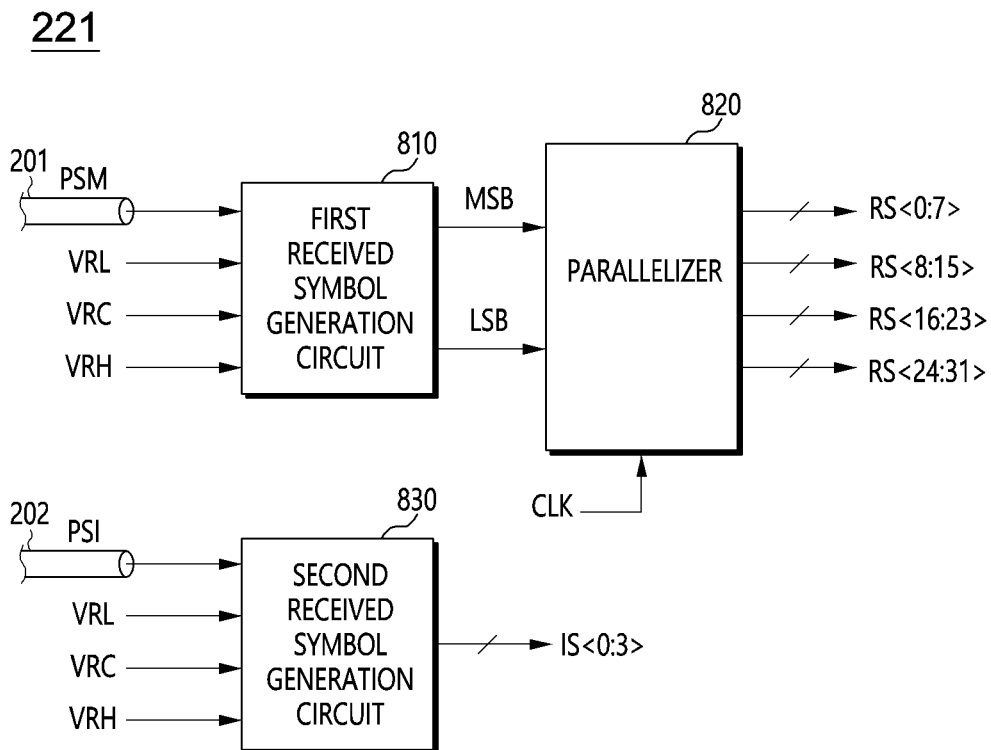 221
201
PSM
VRL
VRC
VRH
810
FIRST
RECEIVED
SYMBOL
GENERATION
CIRCUIT
MSB
LSB
820
PARALLELIZER
RS<0:7>
RS<8:15>
RS<16:23>
RS<24:31>
CLK
202
PSI
VRL
VRC
VRH
830
SECOND
RECEIVED
SYMBOL
GENERATION
CIRCUIT
IS<0:3>